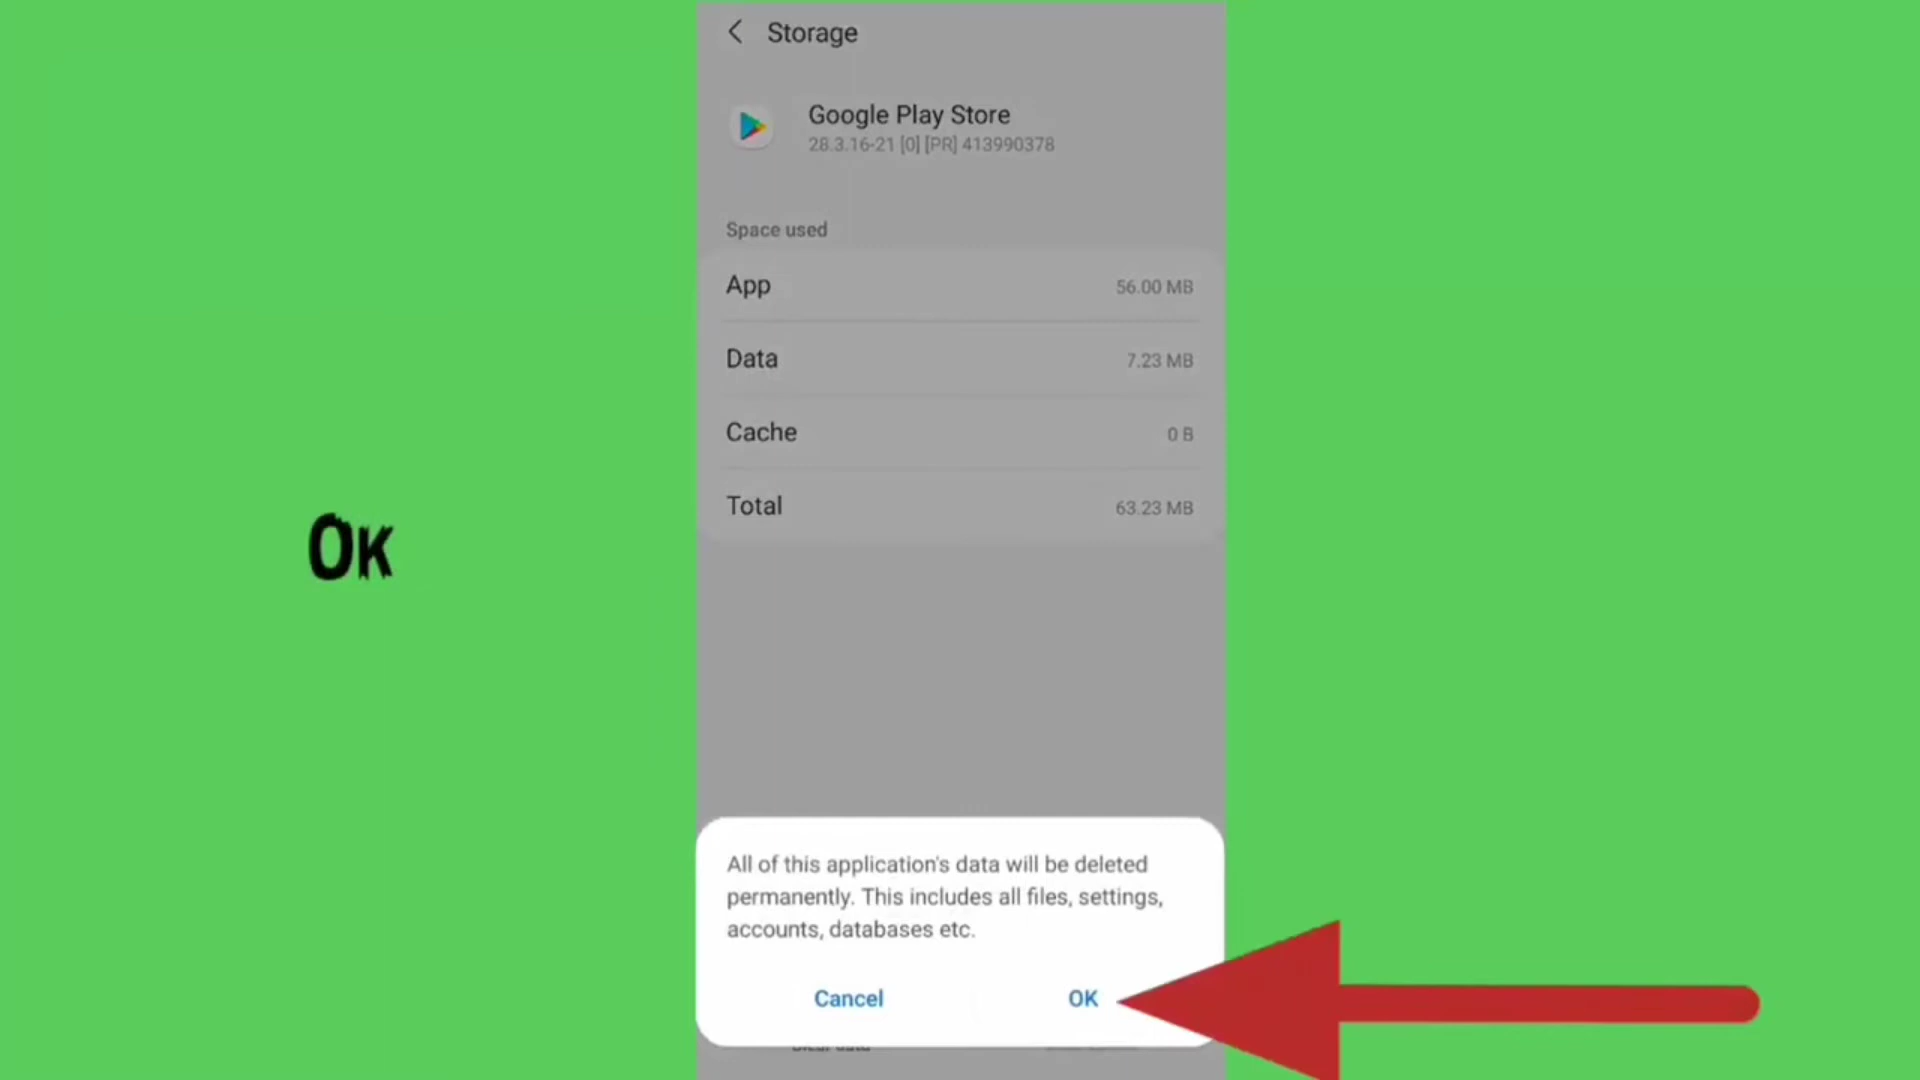 Storage
Google Play Store
28.3.16-21 [0] [PR] 413990378
Space used
App 56.00 MB
Data 7.23 MB
Cache 0 B
Total 63.23 MB
Ok
All of this application's data will be deleted
permanently. This includes all files, settings,
accounts, databases etc.
Cancel OK